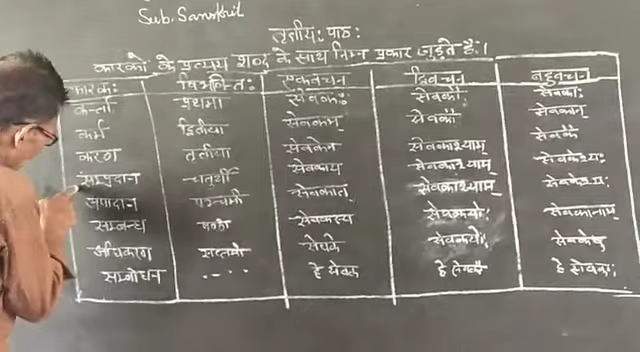 Sub. Sanskrit
तृतीय: पाठ:
कारकों के प्रत्यय शब्द के साथ निम्न प्रकार जुड़ते हैं।
कारक: विभक्ति: एकवचन द्विवचन बहुवचन
कर्त्ता प्रथमा सेवक: सेवकौ सेवका:
कर्म द्वितीया सेवकम् सेवकौ सेवकान्
करण तृतीया सेवकेन सेवकाभ्याम् सेवकैः
सम्प्रदान चतुर्थी सेवकाय सेवकाभ्याम् सेवकेभ्य:
अपादान पञ्चमी सेवकात् सेवकाभ्याम् सेवकेभ्य:
सम्बन्ध षष्ठी सेवकस्य सेवकयो: सेवकानाम्
अधिकरण सप्तमी सेवके सेवकयो: सेवकेषु
सम्बोधन .... हे सेवक हे सेवकौ हे सेवका: